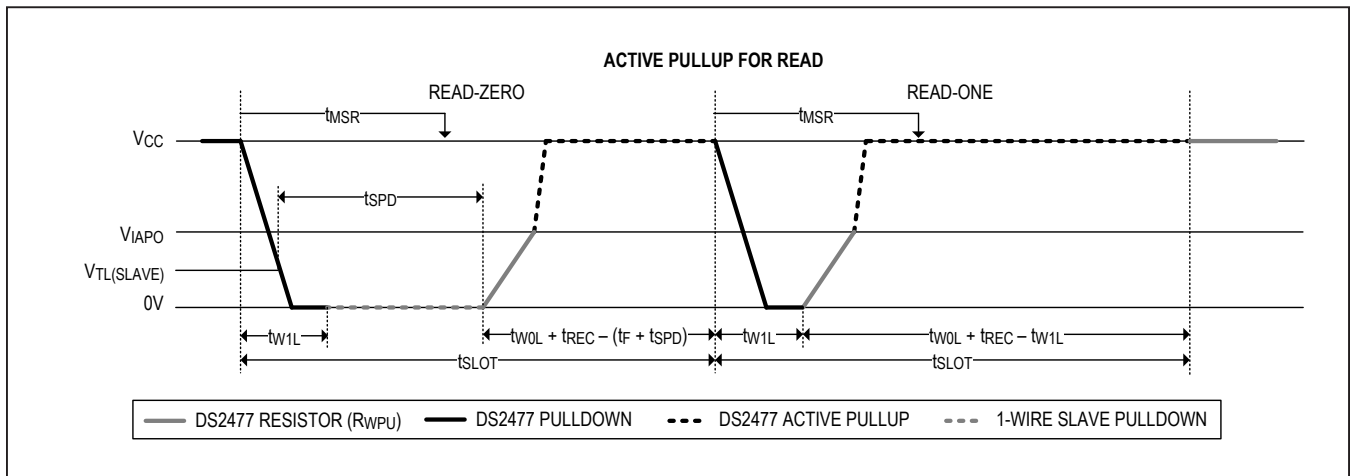 ACTIVE PULLUP FOR READ
READ-ZERO READ-ONE
tMSR tMSR
VCC
tSPD
VIAPO
VTL(SLAVE)
0V
tW1L tW0L + tREC – (tF + tSPD) tW1L tW0L + tREC – tW1L
tSLOT tSLOT
DS2477 RESISTOR (RWPU) DS2477 PULLDOWN DS2477 ACTIVE PULLUP 1-WIRE SLAVE PULLDOWN